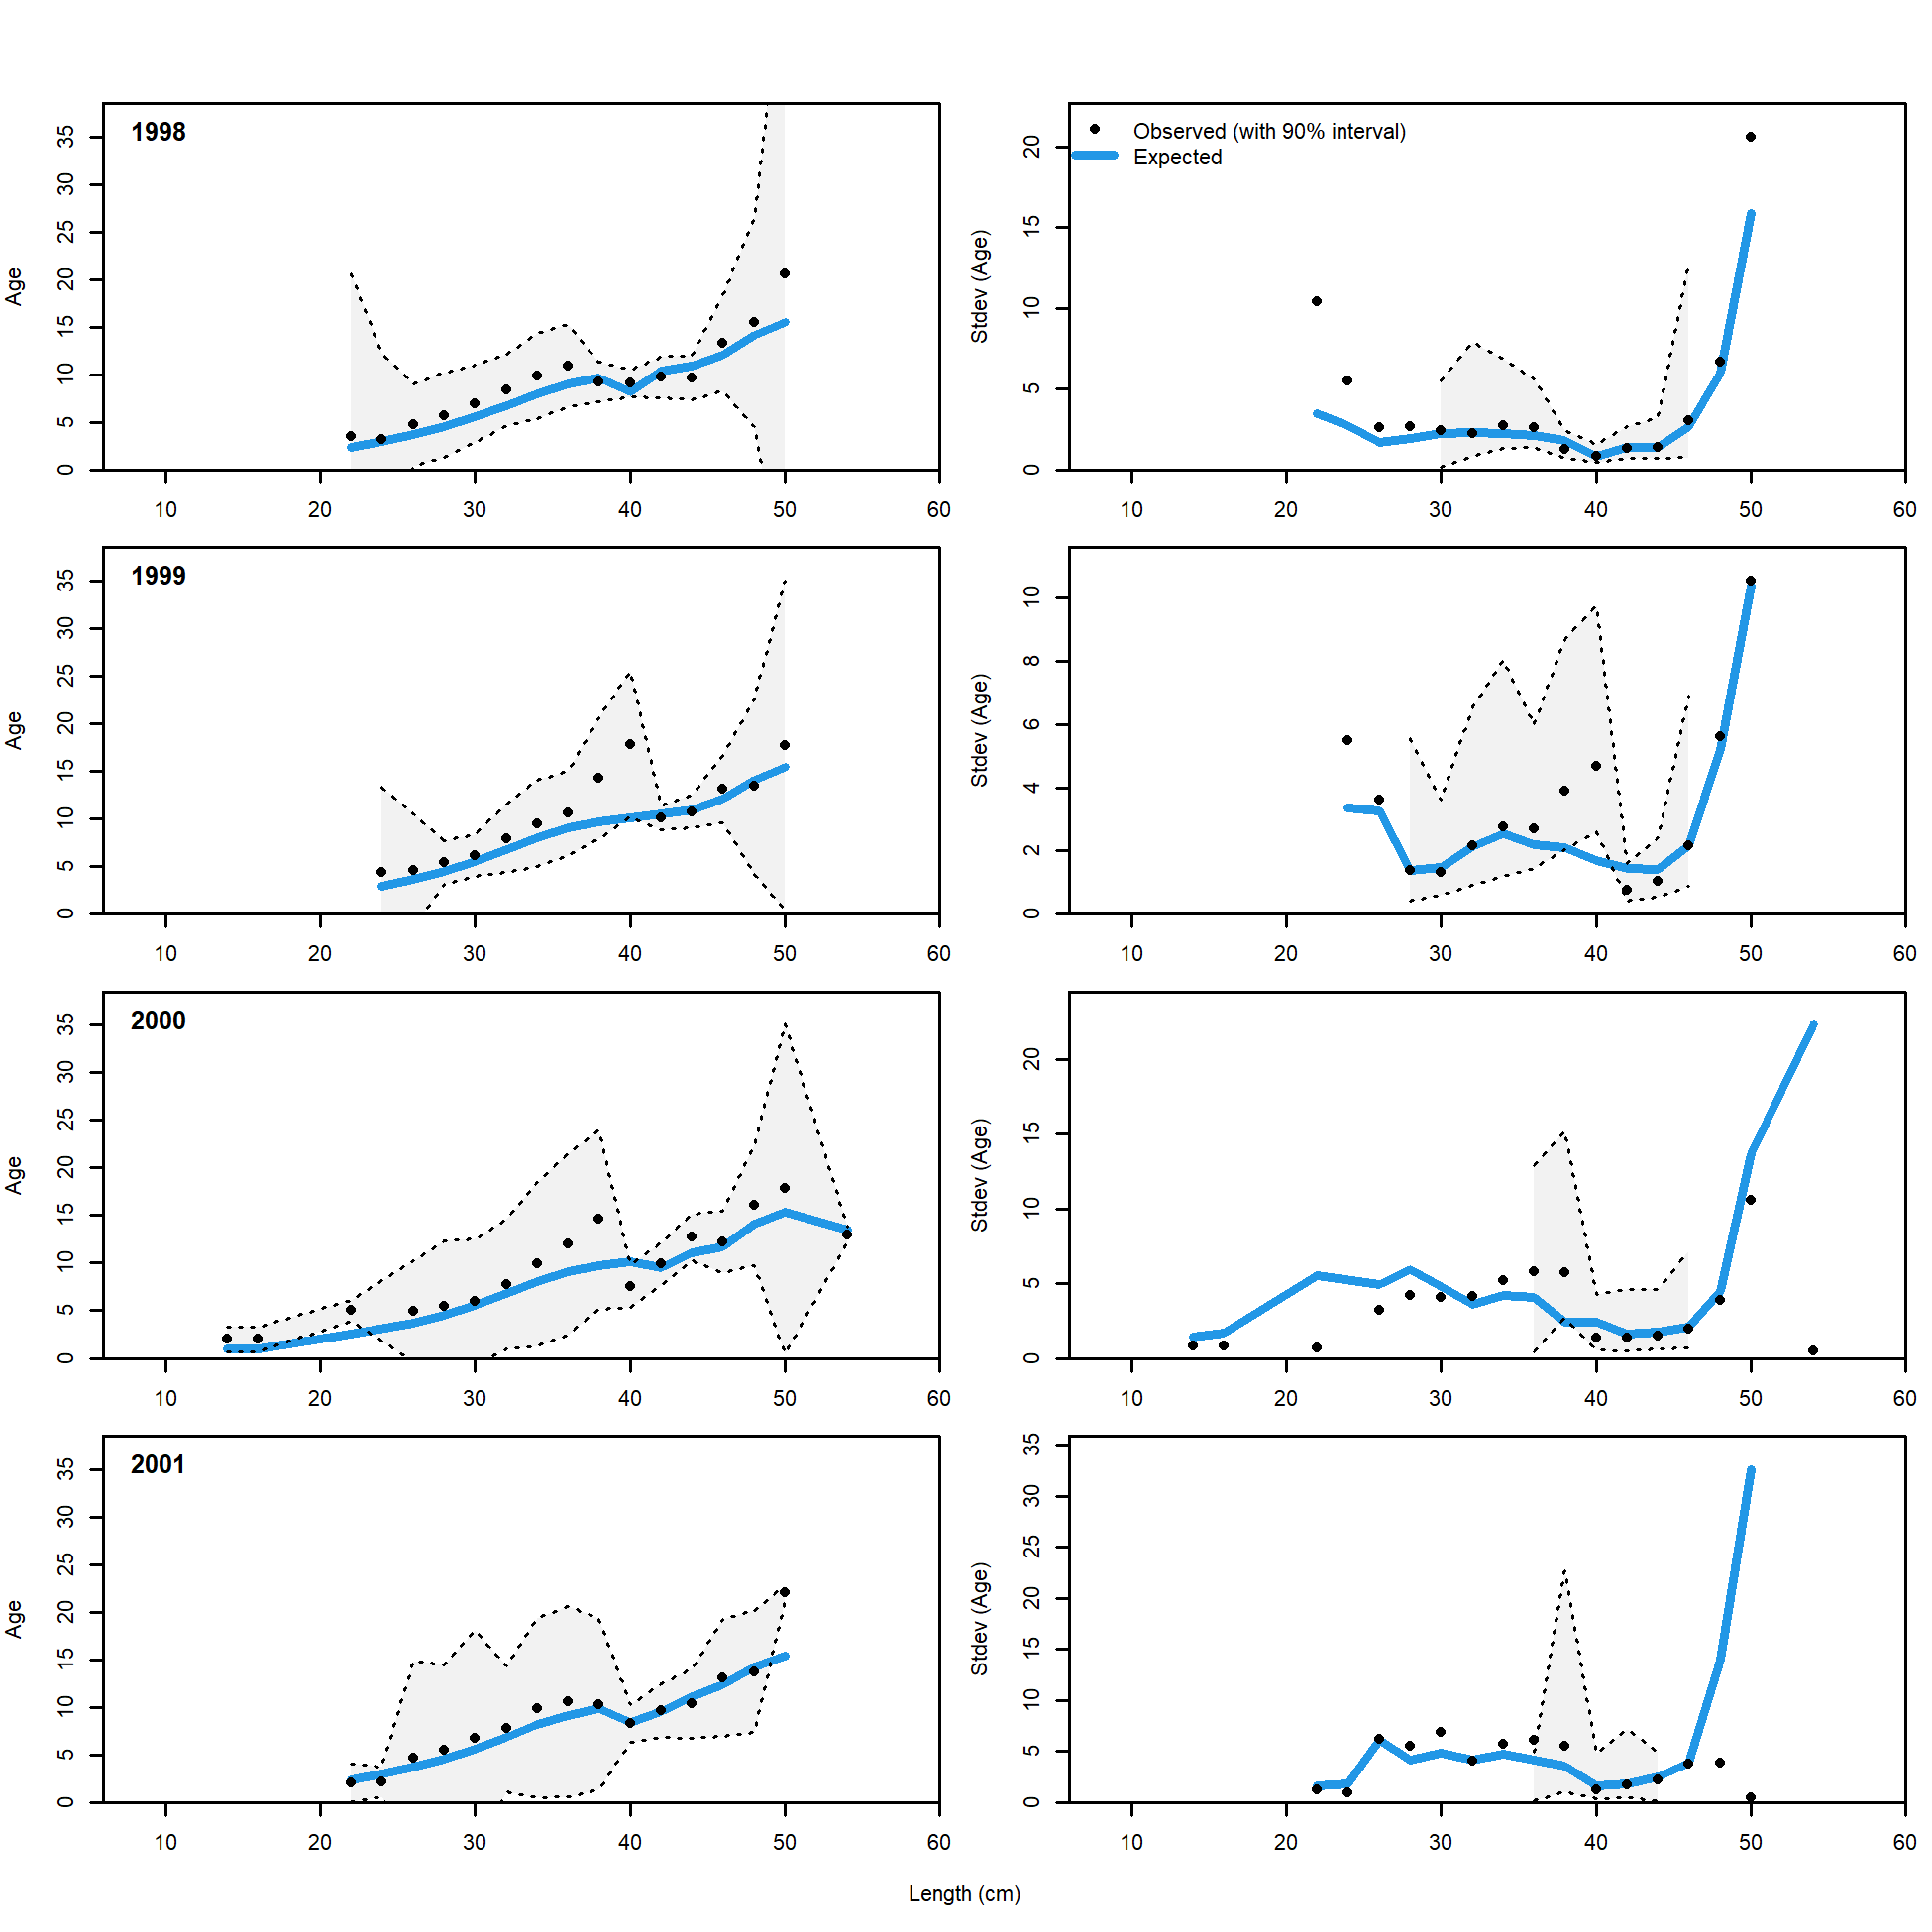 1998
Age
0 5 10 15 20 25 30 35
10 20 30 40 50 60
Observed (with 90% interval)
Expected
Stdev (Age)
0 5 10 15 20
10 20 30 40 50 60
1999
Age
0 5 10 15 20 25 30 35
10 20 30 40 50 60
Stdev (Age)
0 2 4 6 8 10
10 20 30 40 50 60
2000
Age
0 5 10 15 20 25 30 35
10 20 30 40 50 60
Stdev (Age)
0 5 10 15 20
10 20 30 40 50 60
2001
Age
0 5 10 15 20 25 30 35
10 20 30 40 50 60
Stdev (Age)
0 5 10 15 20 25 30 35
10 20 30 40 50 60
Length (cm)